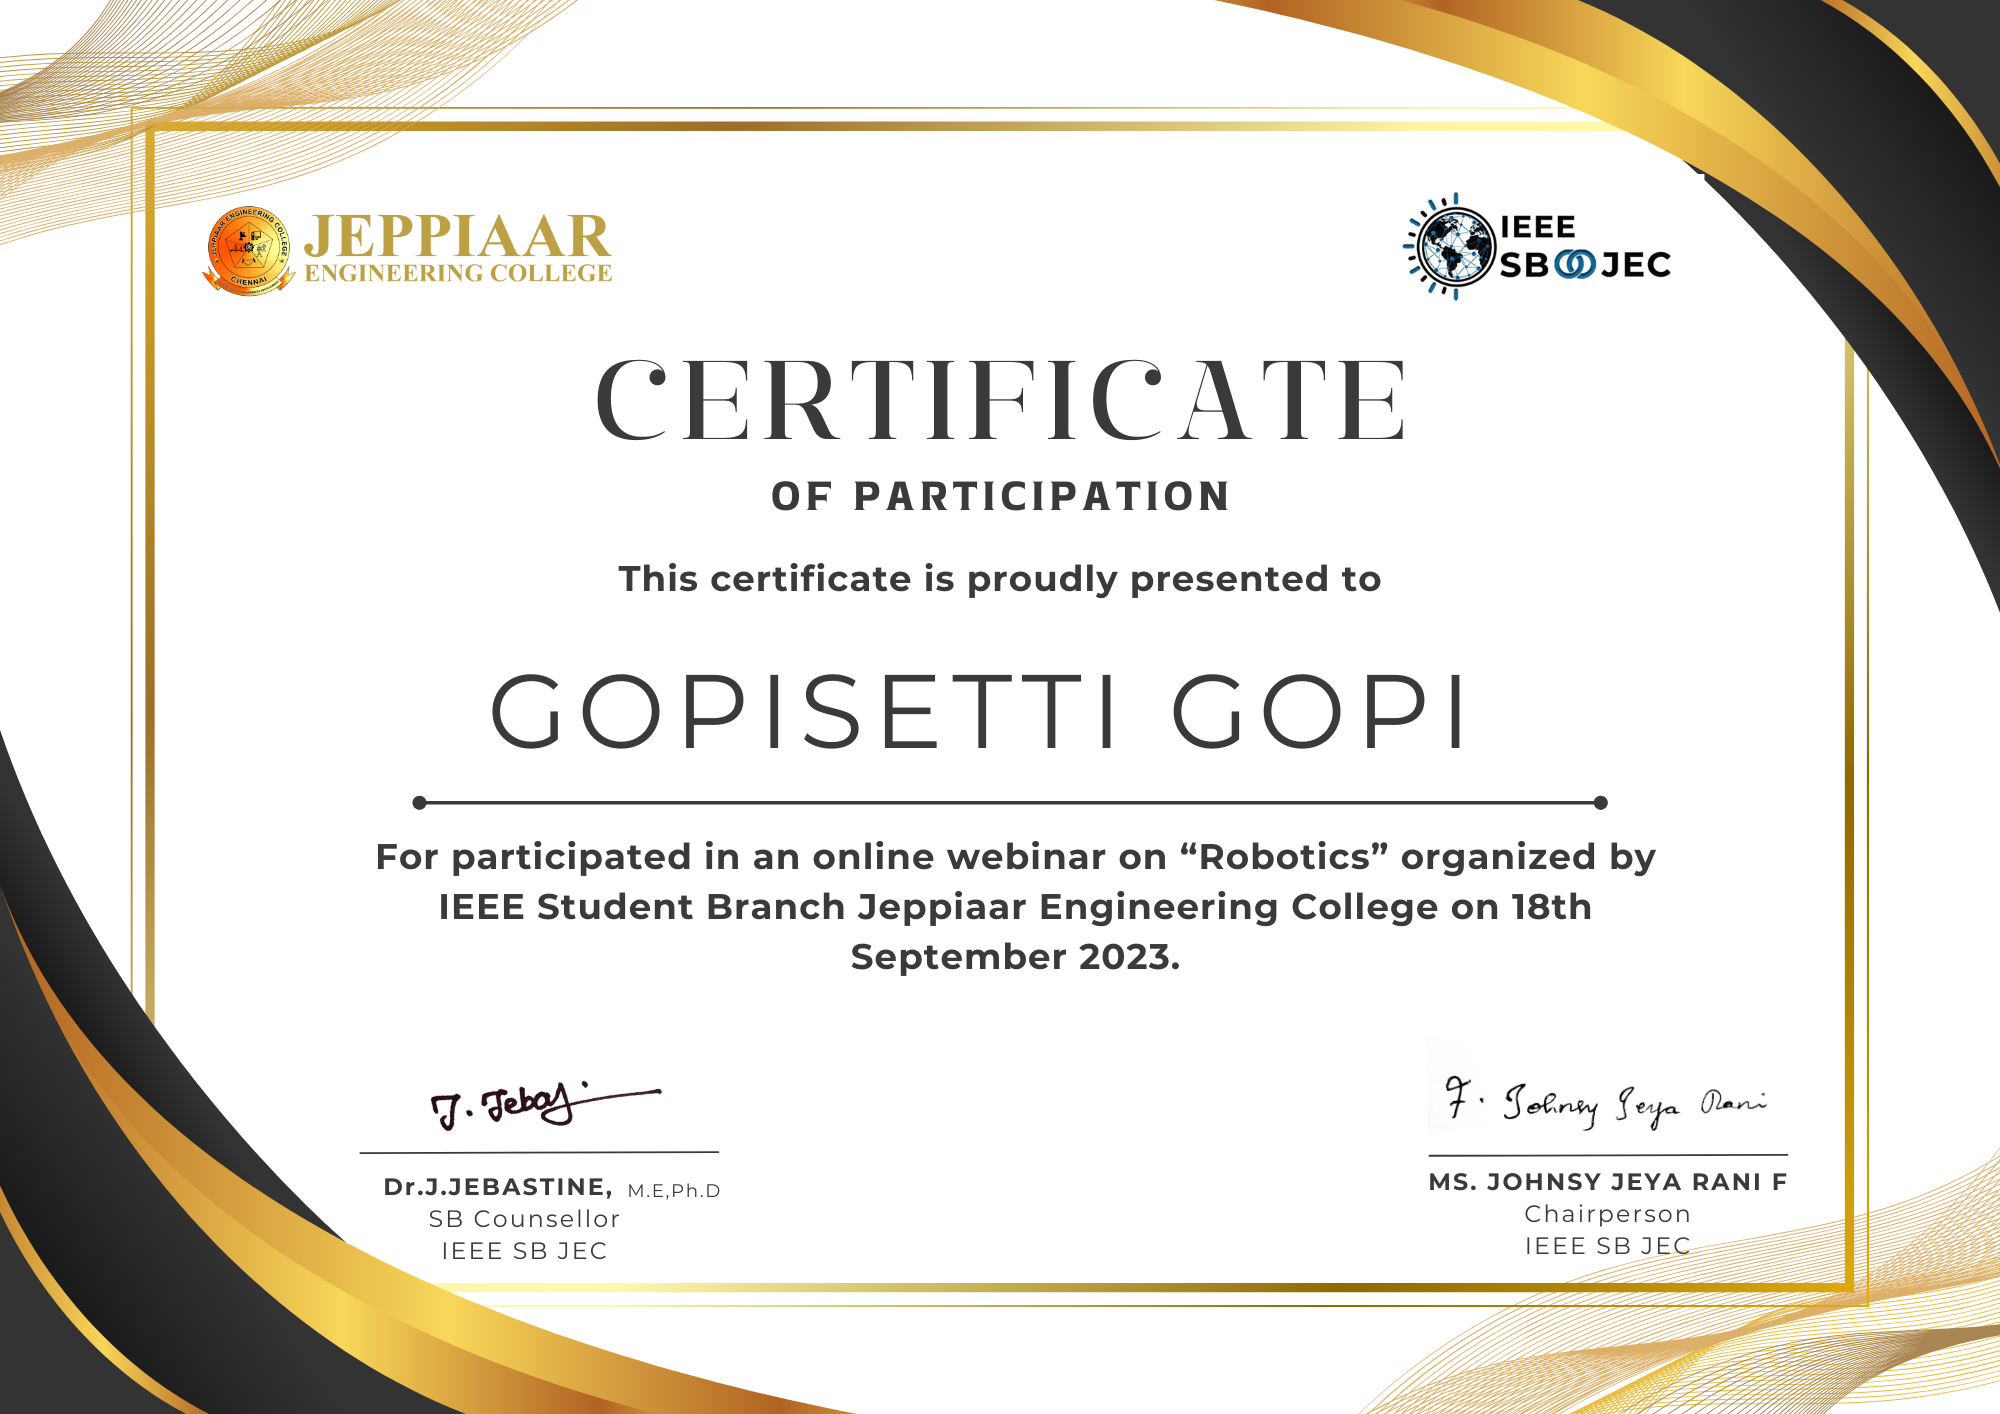 JEPPIAAR ENGINEERING COLLEGE
CHENNAI
JEPPIAAR
ENGINEERING COLLEGE
IEEE
SB JEC
CERTIFICATE
OF PARTICIPATION
This certificate is proudly presented to
GOPISETTI GOPI
For participated in an online webinar on “Robotics” organized by
IEEE Student Branch Jeppiaar Engineering College on 18th
September 2023.
J. Jebas
F. Johnsy Jeya Rani
Dr.J.JEBASTINE, M.E,Ph.D
SB Counsellor
IEEE SB JEC
MS. JOHNSY JEYA RANI F
Chairperson
IEEE SB JEC